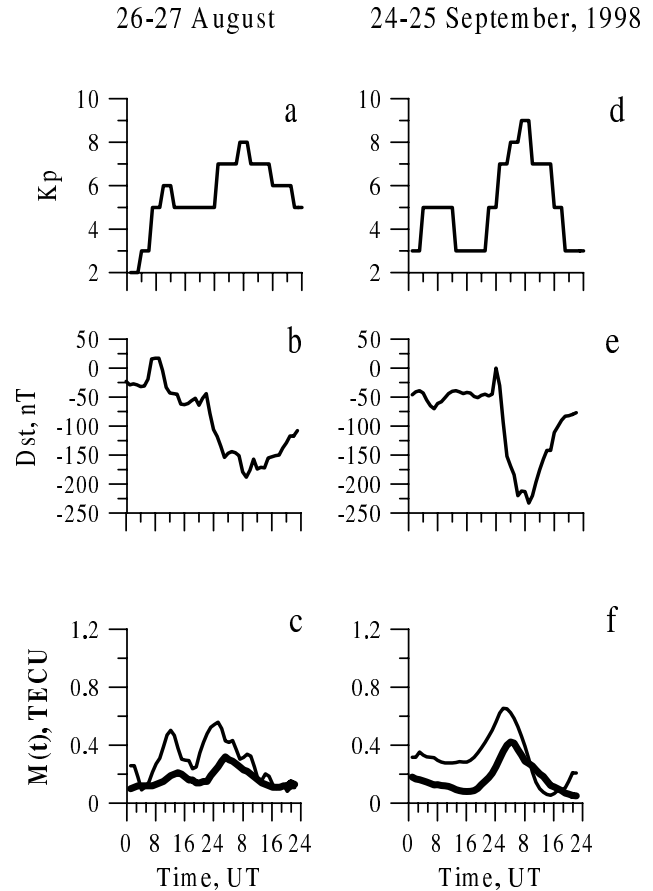 26-27 August
24-25 September, 1998
a
10
8
6
4
2
Kp
d
10
8
6
4
2
b
50
0
-50
-100
-150
-200
-250
Dst, nT
e
50
0
-50
-100
-150
-200
-250
c
1.2
0.8
0.4
0
M(t), TECU
0 8 16 24 8 16 24
Time, UT
f
1.2
0.8
0.4
0
0 8 16 24 8 16 24
Time, UT